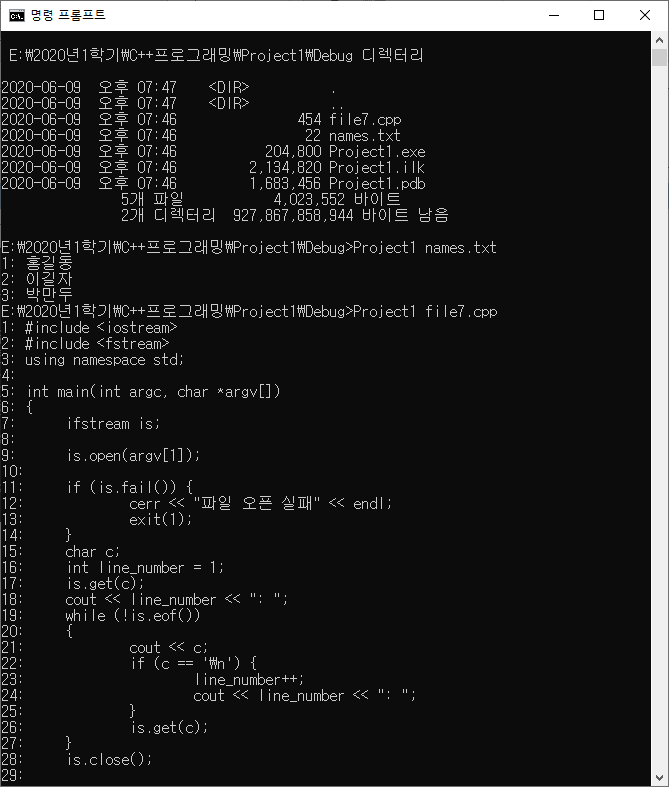 명령 프롬프트
E:\2020년1학기\C++프로그래밍\Project1\Debug 디렉터리
2020-06-09  오후 07:47    <DIR>          .
2020-06-09  오후 07:47    <DIR>          ..
2020-06-09  오후 07:46               454 file7.cpp
2020-06-09  오후 07:46                22 names.txt
2020-06-09  오후 07:46           204,800 Project1.exe
2020-06-09  오후 07:46         2,134,820 Project1.ilk
2020-06-09  오후 07:46         1,683,456 Project1.pdb
5개 파일           4,023,552 바이트
2개 디렉터리  927,867,858,944 바이트 남음
E:₩2020년1학기₩C++프로그래밍₩Project1₩Debug>Project1 names.txt
1: 홍길동
2: 이길자
3: 박만두
E:₩2020년1학기₩C++프로그래밍₩Project1₩Debug>Project1 file7.cpp
1: #include <iostream>
2: #include <fstream>
3: using namespace std;
4:
5: int main(int argc, char *argv[])
6: {
7:      ifstream is;
8:
9:      is.open(argv[1]);
10:
11:     if (is.fail()) {
12:             cerr << "파일 오픈 실패" << endl;
13:             exit(1);
14:     }
15:     char c;
16:     int line_number = 1;
17:     is.get(c);
18:     cout << line_number << ": ";
19:     while (!is.eof())
20:     {
21:             cout << c;
22:             if (c == '₩n') {
23:                     line_number++;
24:                     cout << line_number << ": ";
25:             }
26:             is.get(c);
27:     }
28:     is.close();
29: